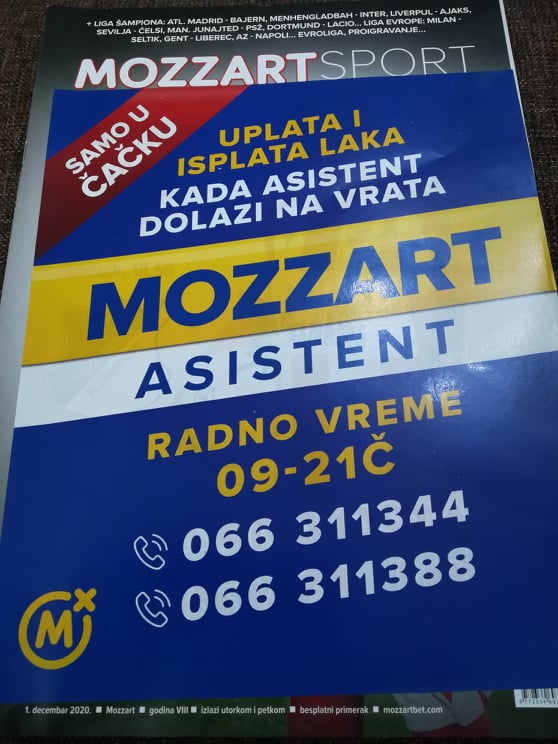 + LIGA ŠAMPIONA: ATL. MADRID - BAJERN, MENHENGLADBAH - INTER, LIVERPUL - AJAKS,
SEVILJA - ČELSI, MAN. JUNAJTED - PSŽ, DORTMUND - LACIO... LIGA EVROPE: MILAN -
SELTIK, GENT - LIBEREC, AZ - NAPOLI... EVROLIGA, PROIGRAVANJE...
MOZZARTSPORT
SAMO U
ČAČKU
UPLATA I
ISPLATA LAKA
KADA ASISTENT
DOLAZI NA VRATA
MOZZART
ASISTENT
RADNO VREME
09-21Č
066 311344
066 311388
M x
1. decembar 2020. ■ Mozzart ■ godina VIII ■ izlazi utorkom i petkom ■ besplatni primerak ■ mozzartbet.com